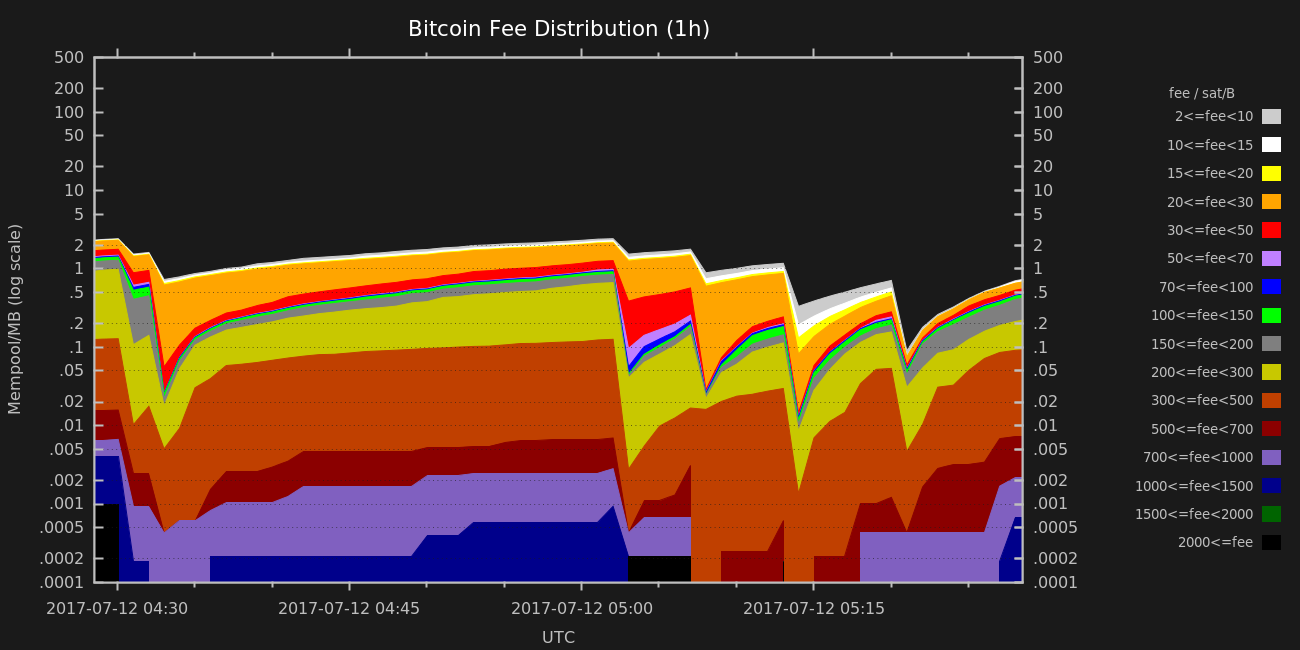 Bitcoin Fee Distribution (1h)
500 500
200 200
100 100
50 50
20 20
10 10
5 5
2 2
1 1
.5 .5
.2 .2
.1 .1
.05 .05
.02 .02
.01 .01
.005 .005
.002 .002
.001 .001
.0005 .0005
.0002 .0002
.0001 .0001
Mempool/MB (log scale)
2017-07-12 04:30 2017-07-12 04:45 2017-07-12 05:00 2017-07-12 05:15
UTC
fee / sat/B
2<=fee<10
10<=fee<15
15<=fee<20
20<=fee<30
30<=fee<50
50<=fee<70
70<=fee<100
100<=fee<150
150<=fee<200
200<=fee<300
300<=fee<500
500<=fee<700
700<=fee<1000
1000<=fee<1500
1500<=fee<2000
2000<=fee